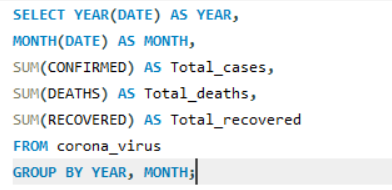 SELECT YEAR(DATE) AS YEAR,
MONTH(DATE) AS MONTH,
SUM(CONFIRMED) AS Total_cases,
SUM(DEATHS) AS Total_deaths,
SUM(RECOVERED) AS Total_recovered
FROM corona_virus
GROUP BY YEAR, MONTH;